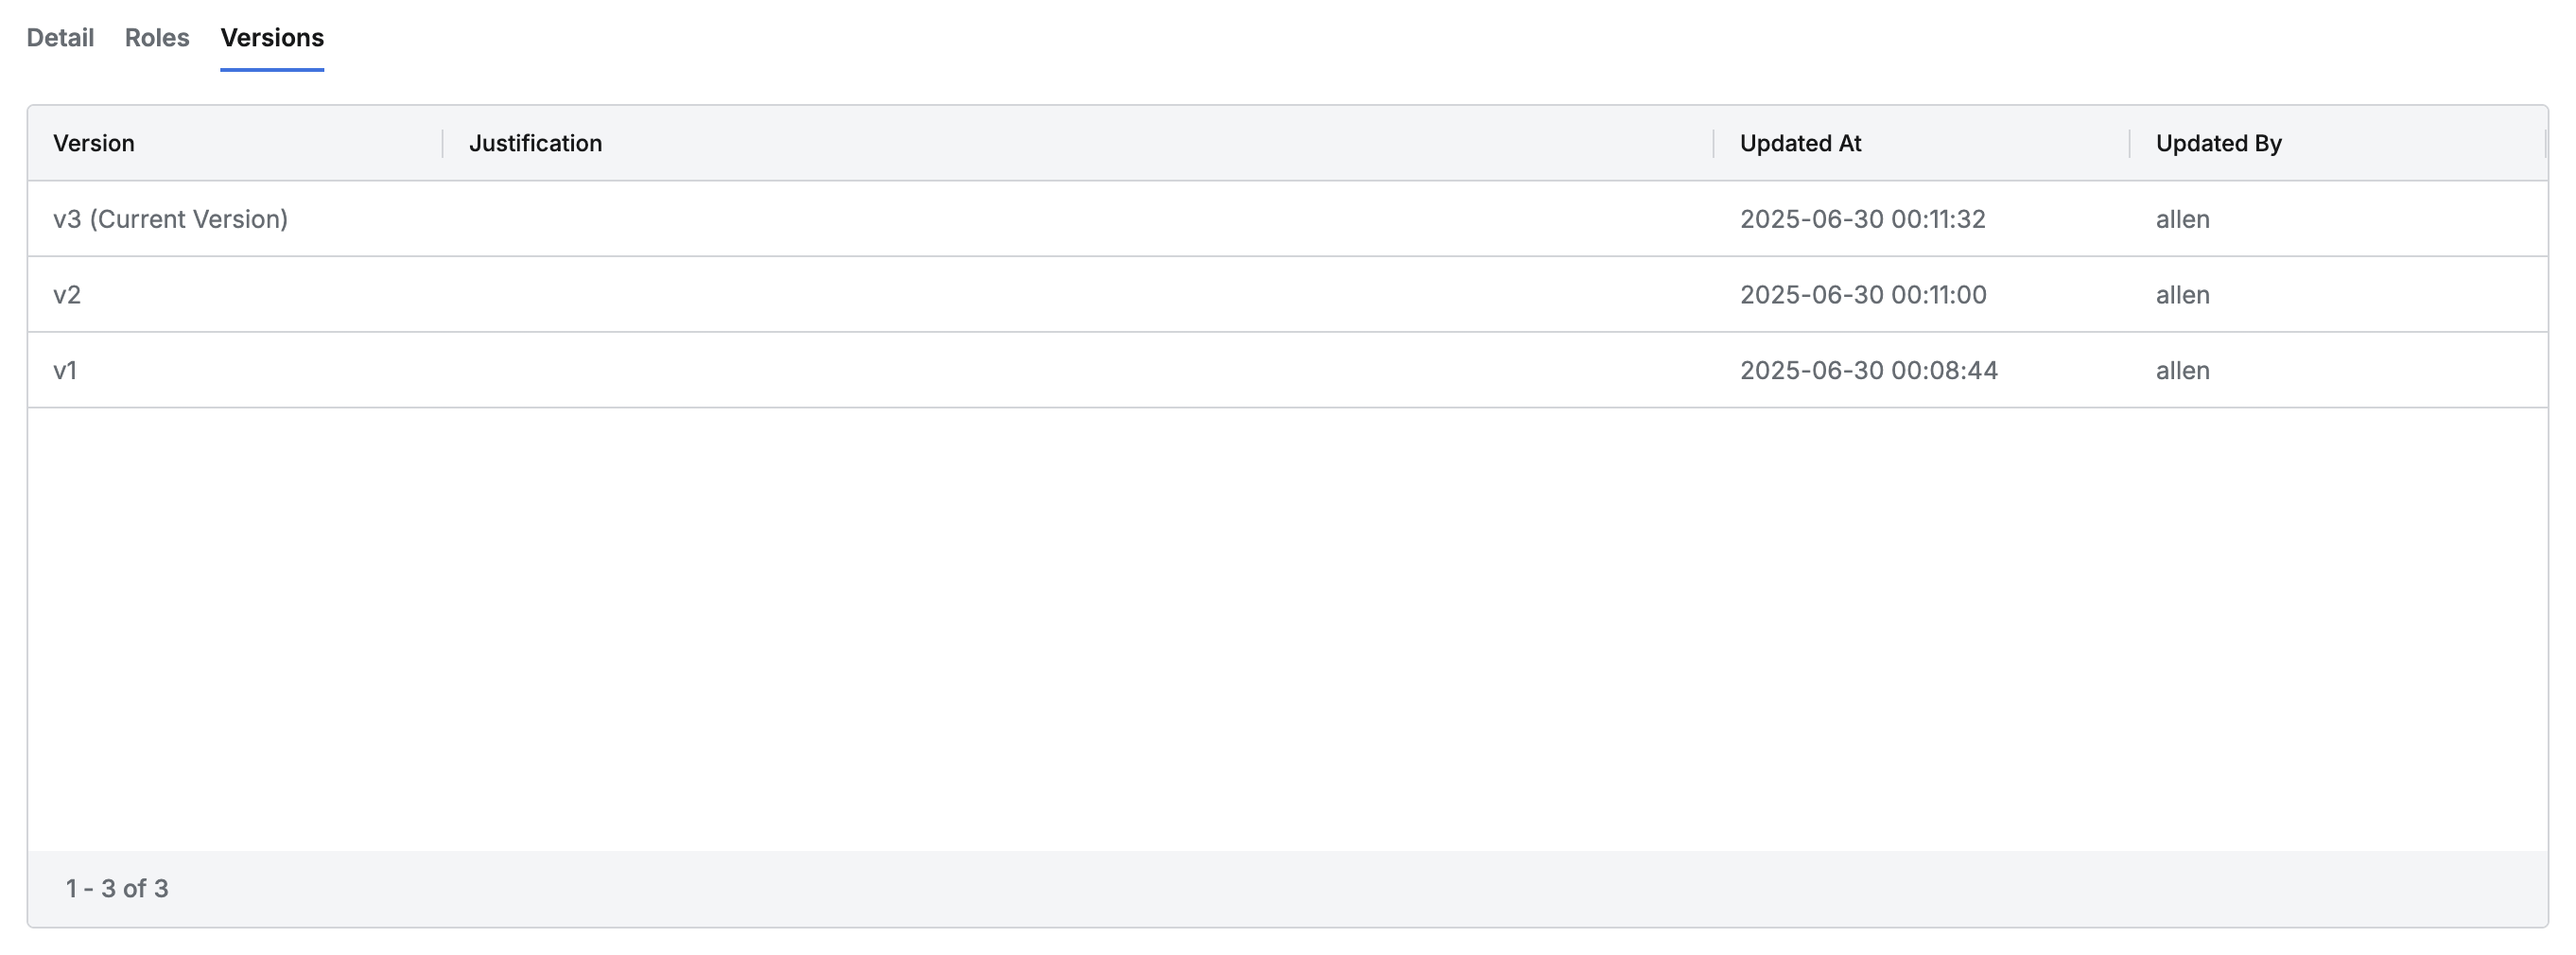 Detail Roles Versions
Version Justification Updated At Updated By
v3 (Current Version) 2025-06-30 00:11:32 allen
v2 2025-06-30 00:11:00 allen
v1 2025-06-30 00:08:44 allen
1 - 3 of 3